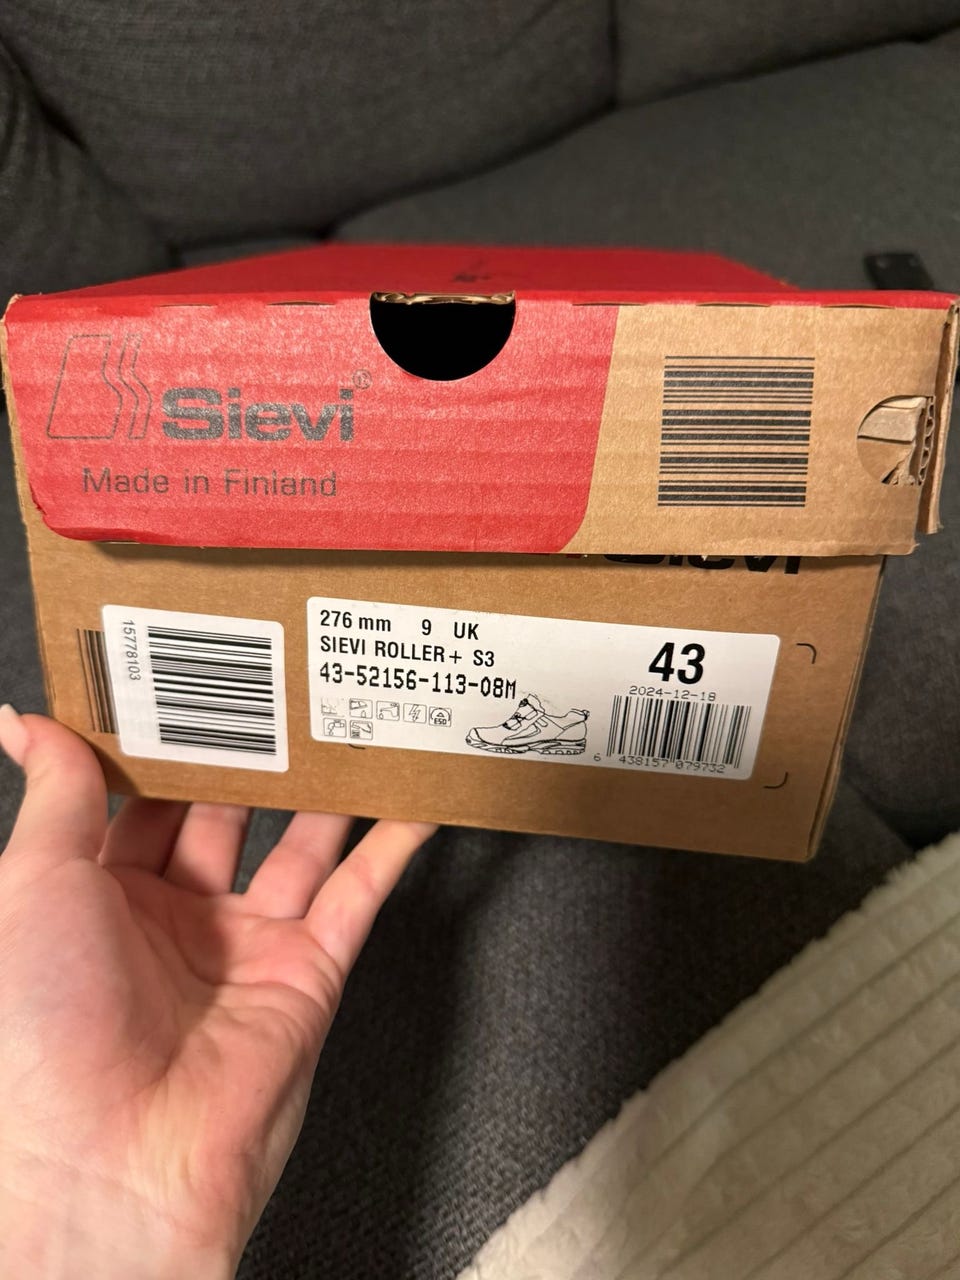 Sievi®
Made in Finland
Sievi
15778103
276 mm 9 UK
SIEVI ROLLER+ S3
43-52156-113-08M
ESD
43
2024-12-18
6 438157 079732